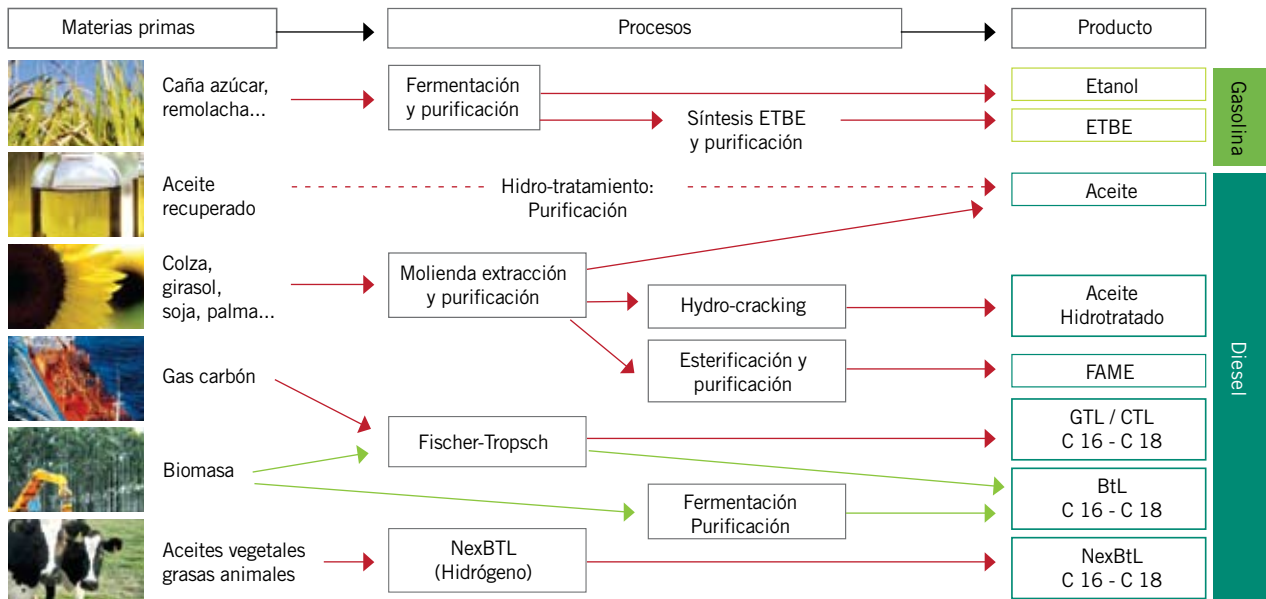 Materias primas
Procesos
Producto
Caña azúcar,
remolacha...
Fermentación
y purificación
Síntesis ETBE
y purificación
Etanol
ETBE
Gasolina
Aceite
recuperado
Hidro-tratamiento:
Purificación
Aceite
Colza,
girasol,
soja, palma...
Molienda extracción
y purificación
Hydro-cracking
Aceite
Hidrotratado
Esterificación y
purificación
FAME
Diesel
Gas carbón
Fischer-Tropsch
GTL / CTL
C 16 - C 18
Biomasa
Fermentación
Purificación
BtL
C 16 - C 18
Aceites vegetales
grasas animales
NexBTL
(Hidrógeno)
NexBtL
C 16 - C 18